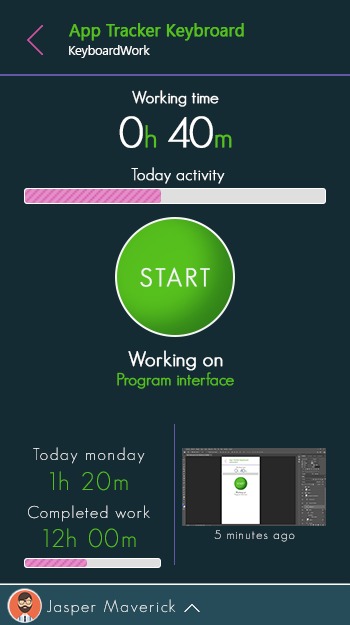 App Tracker Keybroard
KeyboardWork
Working time
0h 40m
Today activity
START
Working on
Program interface
Today monday
1h 20m
Completed work
12h 00m
5 minutes ago
Jasper Maverick